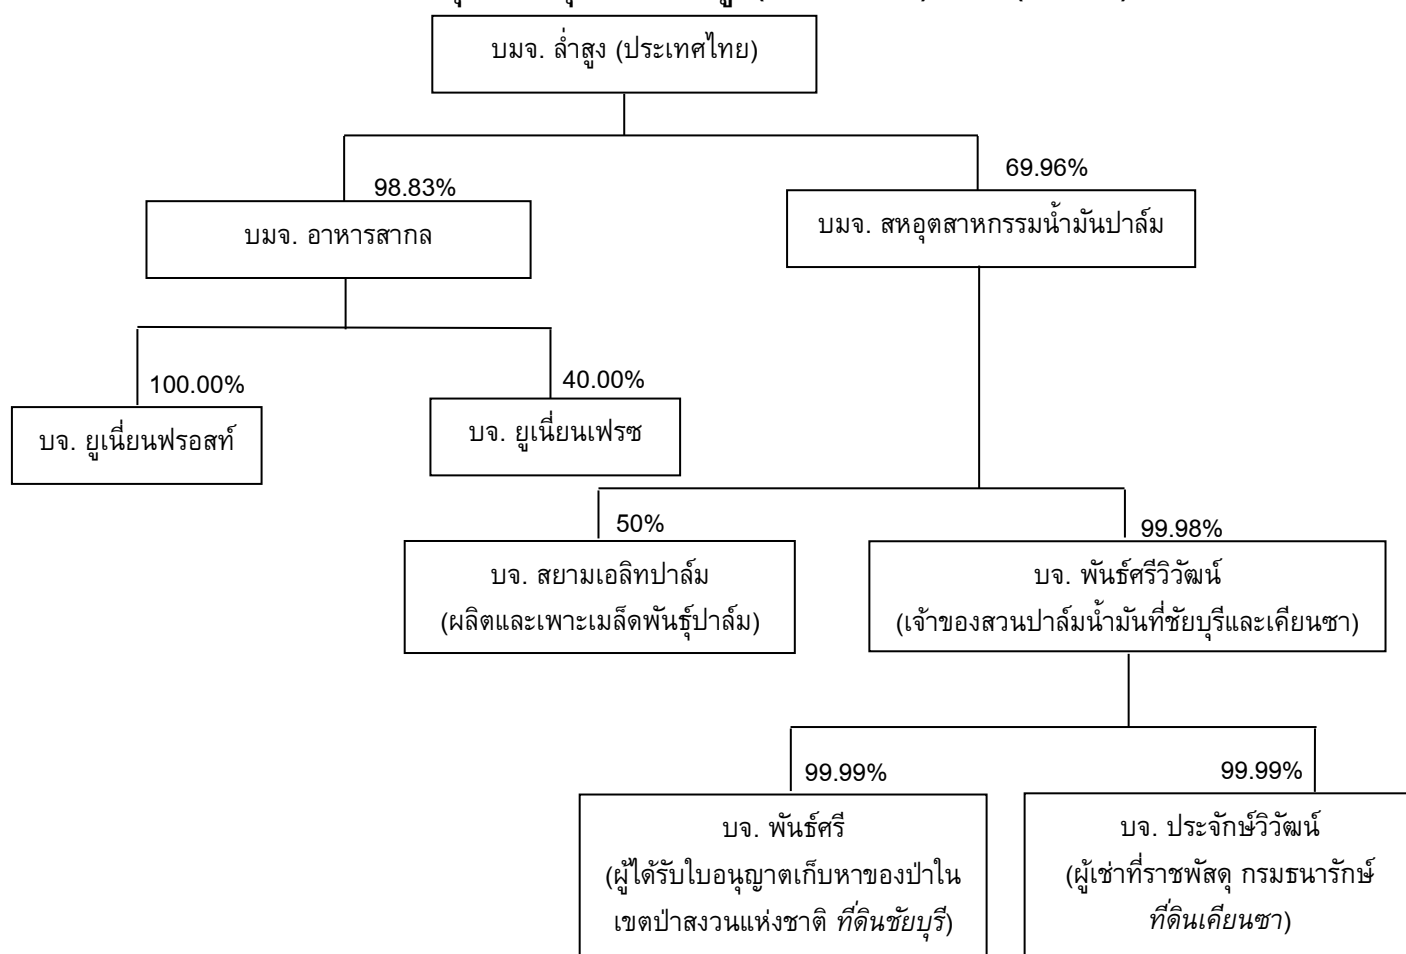 บมจ. ล่ำสูง (ประเทศไทย)
98.83%
69.96%
บมจ. อาหารสากล
บมจ. สหอุตสาหกรรมน้ำมันปาล์ม
100.00%
40.00%
บจ. ยูเนี่ยนฟรอสท์
บจ. ยูเนี่ยนเฟรซ
50%
99.98%
บจ. สยามเอลิทปาล์ม
(ผลิตและเพาะเมล็ดพันธุ์ปาล์ม)
บจ. พันธ์ศรีวิวัฒน์
(เจ้าของสวนปาล์มน้ำมันที่ชัยบุรีและเคียนซา)
99.99%
99.99%
บจ. พันธ์ศรี
(ผู้ได้รับใบอนุญาตเก็บหาของป่าใน
เขตป่าสงวนแห่งชาติ ที่ดินชัยบุรี)
บจ. ประจักษ์วิวัฒน์
(ผู้เช่าที่ราชพัสดุ กรมธนารักษ์
ที่ดินเคียนซา)